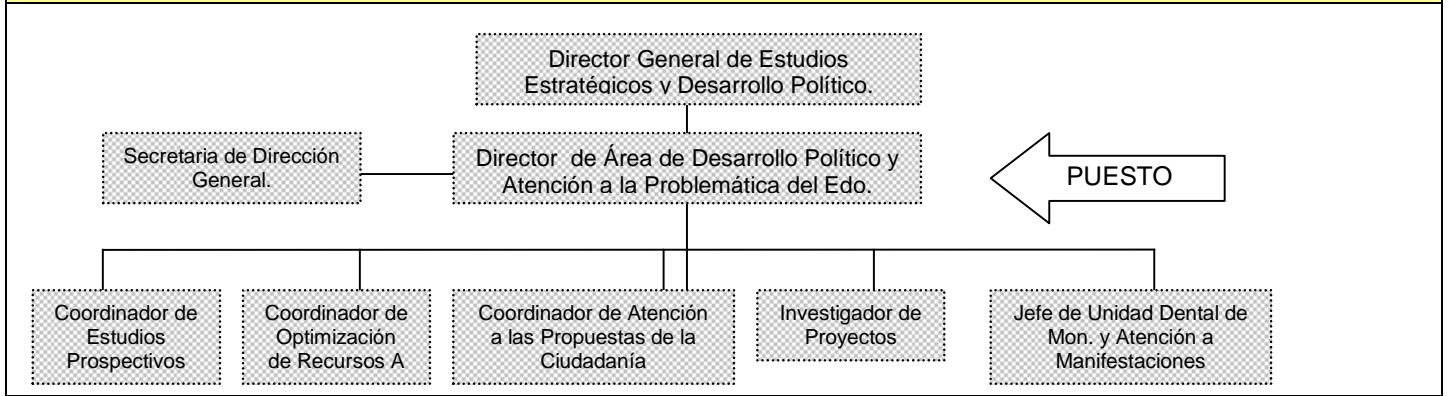 Director General de Estudios
Estratégicos y Desarrollo Político.
Secretaria de Dirección
General.
Director de Área de Desarrollo Político y
Atención a la Problemática del Edo.
PUESTO
Coordinador de
Estudios
Prospectivos
Coordinador de
Optimización
de Recursos A
Coordinador de Atención
a las Propuestas de la
Ciudadanía
Investigador de
Proyectos
Jefe de Unidad Dental de
Mon. y Atención a
Manifestaciones